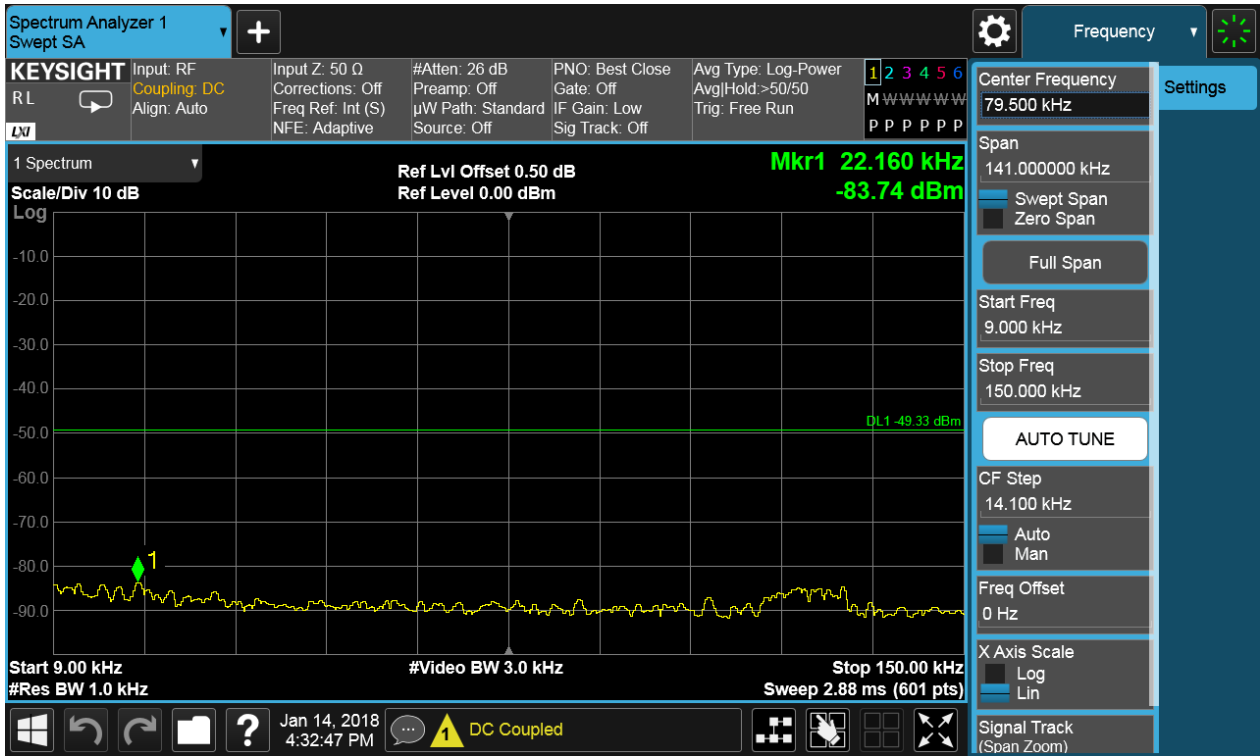 Spectrum Analyzer 1
Swept SA
Frequency
KEYSIGHT
R L
LXI
Input: RF
Coupling: DC
Align: Auto
Input Z: 50 Ω
Corrections: Off
Freq Ref: Int (S)
NFE: Adaptive
#Atten: 26 dB
Preamp: Off
µW Path: Standard
Source: Off
PNO: Best Close
Gate: Off
IF Gain: Low
Sig Track: Off
Avg Type: Log-Power
Avg|Hold:>50/50
Trig: Free Run
1 2 3 4 5 6
M W W W W W
P P P P P P
1 Spectrum
Scale/Div 10 dB
Log
Ref Lvl Offset 0.50 dB
Ref Level 0.00 dBm
Mkr1 22.160 kHz
-83.74 dBm
-10.0
-20.0
-30.0
-40.0
DL1 -49.33 dBm
-50.0
-60.0
-70.0
1
-80.0
-90.0
Start 9.00 kHz
#Video BW 3.0 kHz
Stop 150.00 kHz
#Res BW 1.0 kHz
Sweep 2.88 ms (601 pts)
?
Jan 14, 2018
4:32:47 PM
1
DC Coupled
Center Frequency
79.500 kHz
Settings
Span
141.000000 kHz
Swept Span
Zero Span
Full Span
Start Freq
9.000 kHz
Stop Freq
150.000 kHz
AUTO TUNE
CF Step
14.100 kHz
Auto
Man
Freq Offset
0 Hz
X Axis Scale
Log
Lin
Signal Track
(Span Zoom)